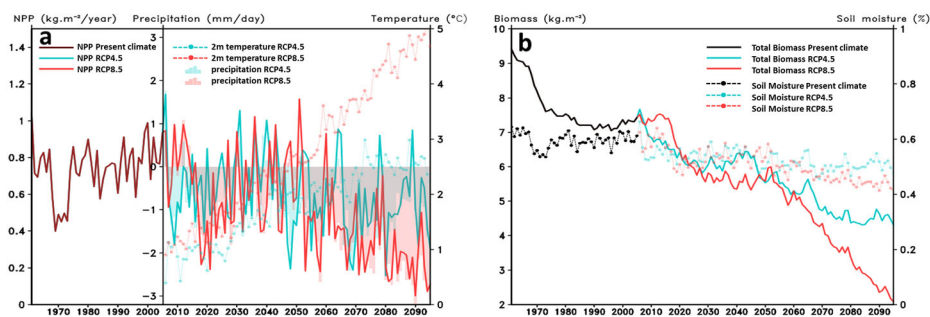 NPP (kg.m⁻²/year) Precipitation (mm/day) Temperature (°C)
a
NPP Present climate
NPP RCP4.5
NPP RCP8.5
2m temperature RCP4.5
2m temperature RCP8.5
precipitation RCP4.5
precipitation RCP8.5
1.4
1.2
1
0.8
0.6
0.4
0.2
0
3
2
1
0
−1
−2
−3
5
4
3
2
1
0
1970 1980 1990 2000 2010 2020 2030 2040 2050 2060 2070 2080 2090
Biomass (kg.m⁻²) Soil moisture (%)
b
Total Biomass Present climate
Total Biomass RCP4.5
Total Biomass RCP8.5
Soil Moisture Present climate
Soil Moisture RCP4.5
Soil Moisture RCP8.5
10
9
8
7
6
5
4
3
2
1
0.8
0.6
0.4
0.2
0
1970 1980 1990 2000 2010 2020 2030 2040 2050 2060 2070 2080 2090